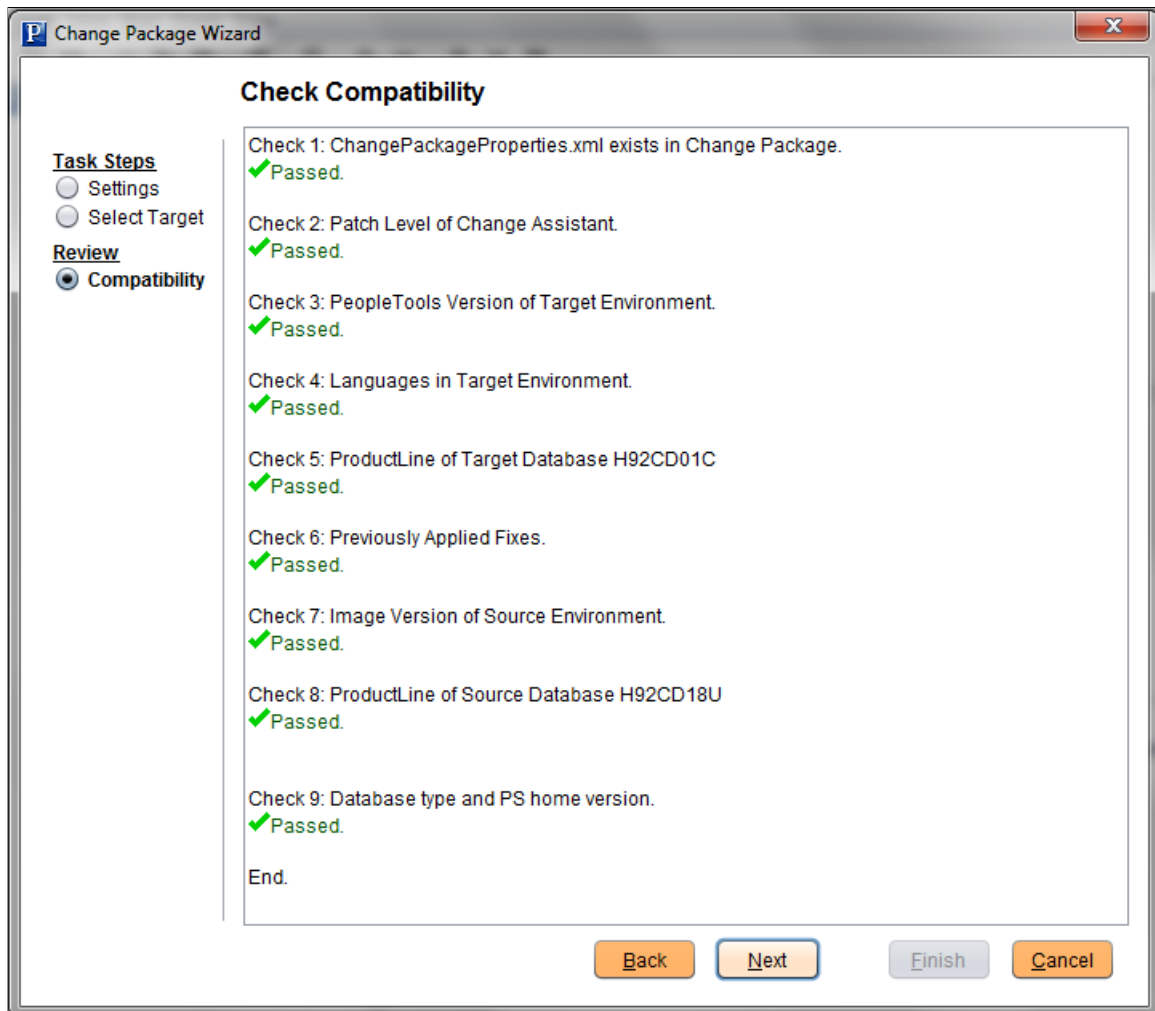 Change Package Wizard
Check Compatibility
Task Steps
Settings
Select Target
Review
Compatibility
Check 1: ChangePackageProperties.xml exists in Change Package.
Passed.
Check 2: Patch Level of Change Assistant.
Passed.
Check 3: PeopleTools Version of Target Environment.
Passed.
Check 4: Languages in Target Environment.
Passed.
Check 5: ProductLine of Target Database H92CD01C
Passed.
Check 6: Previously Applied Fixes.
Passed.
Check 7: Image Version of Source Environment.
Passed.
Check 8: ProductLine of Source Database H92CD18U
Passed.
Check 9: Database type and PS home version.
Passed.
End.
Back Next Finish Cancel